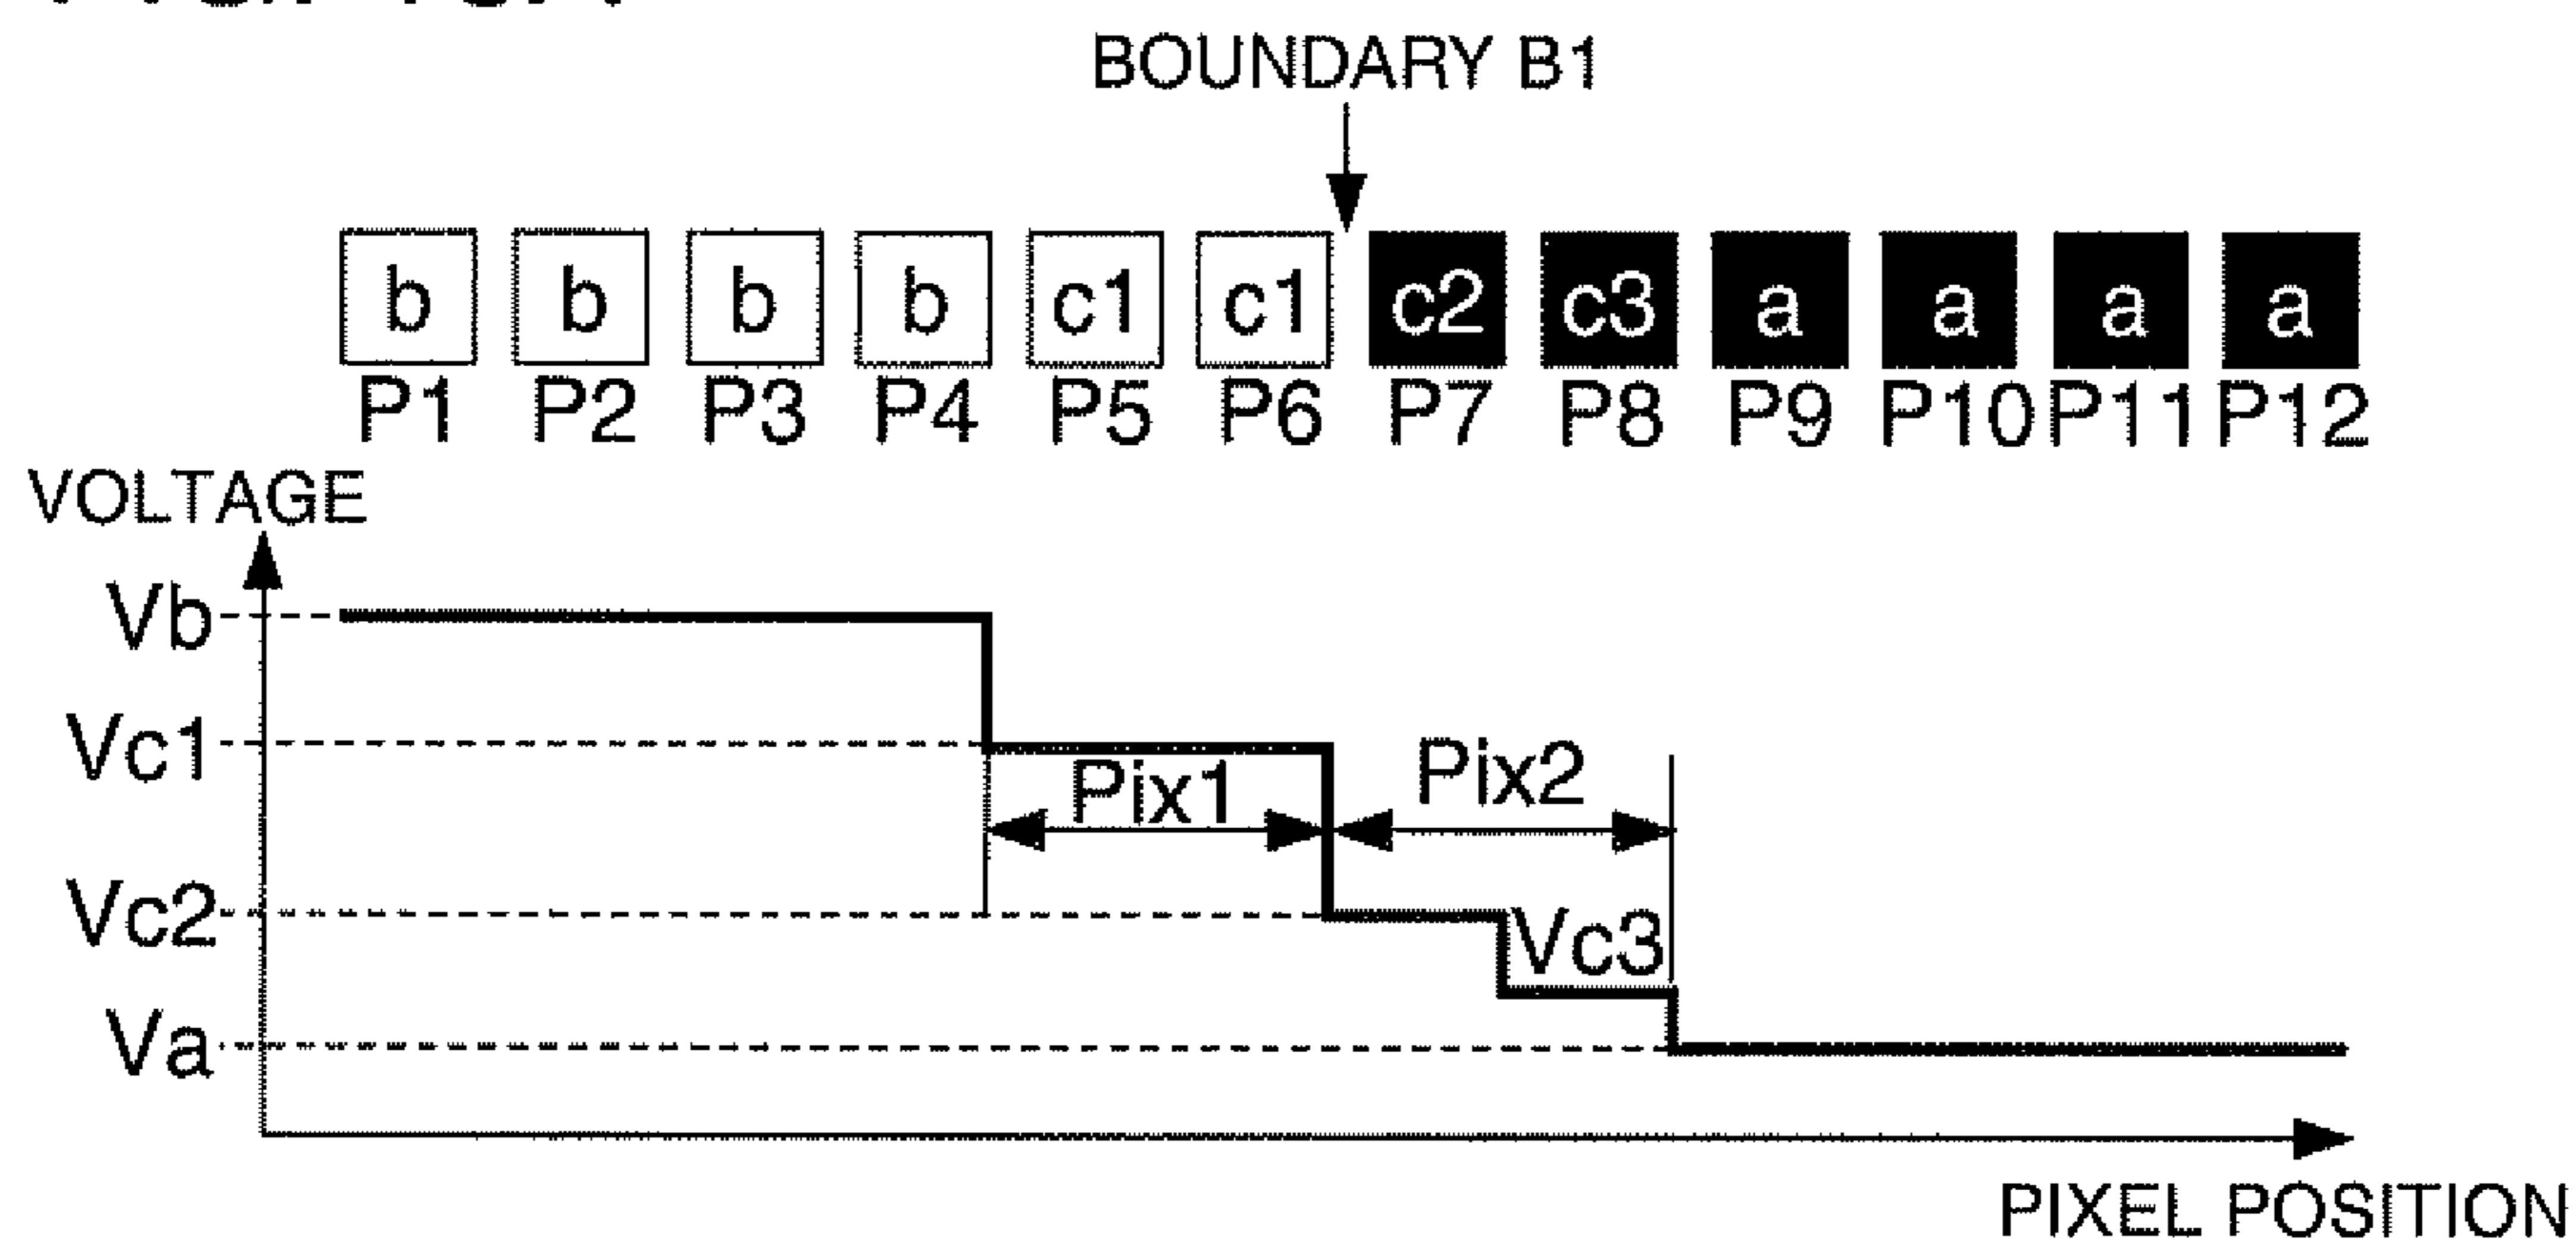 BOUNDARY B1
b b b b c1 c1 c2 c3 a a a a
P1 P2 P3 P4 P5 P6 P7 P8 P9 P10 P11 P12
VOLTAGE
Vb
Vc1
Pix1 Pix2
Vc2
Vc3
Va
PIXEL POSITION